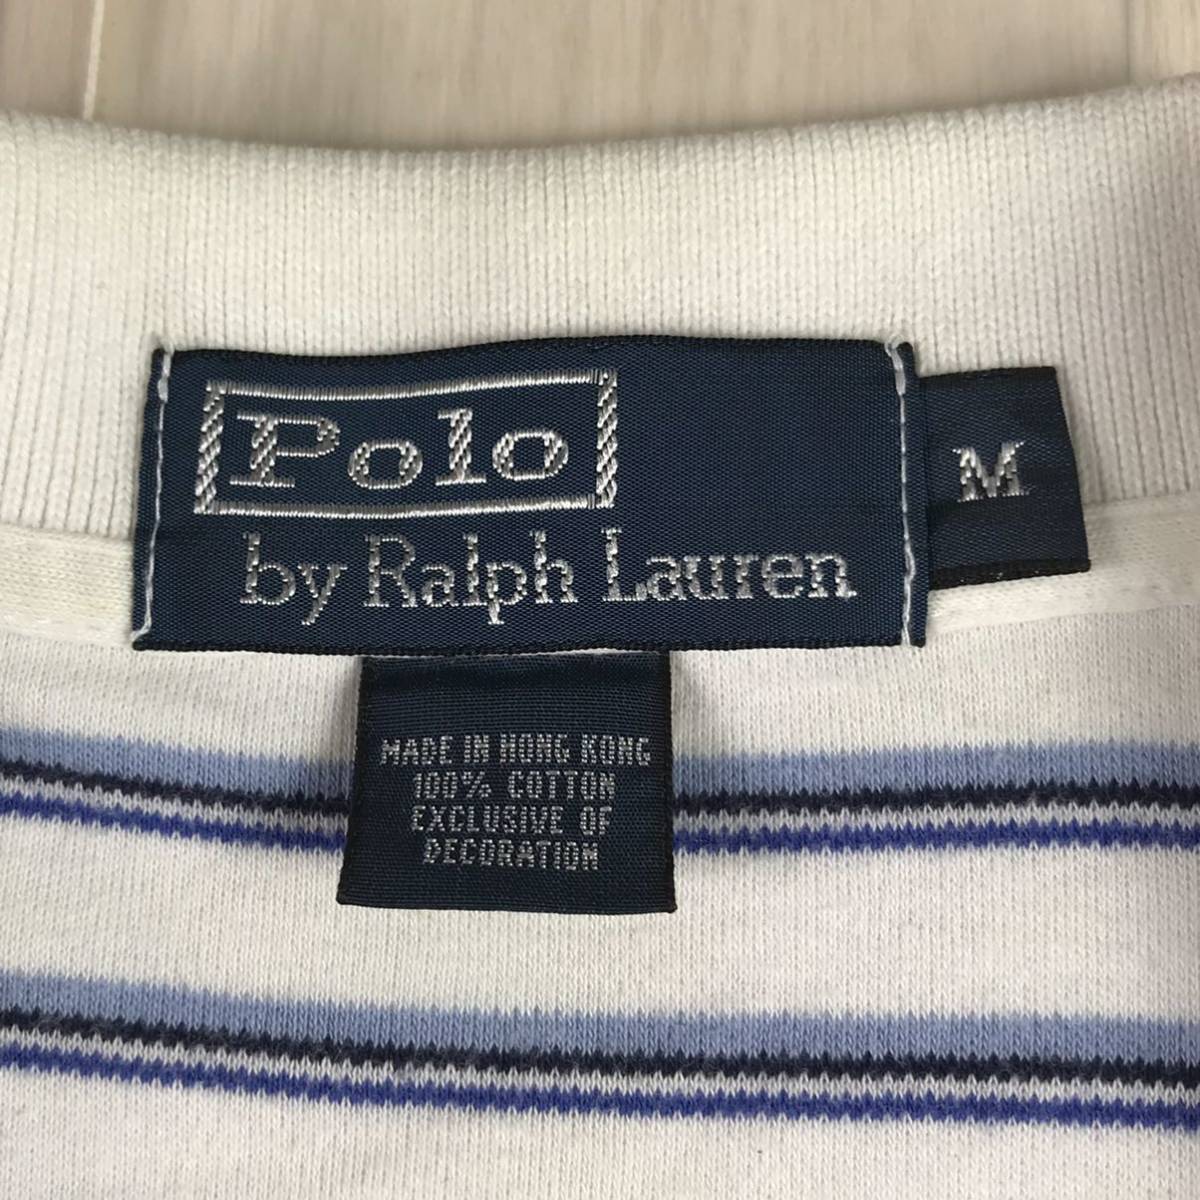 Polo
by Ralph Lauren
M
MADE IN HONG KONG
100% COTTON
EXCLUSIVE OF
DECORATION